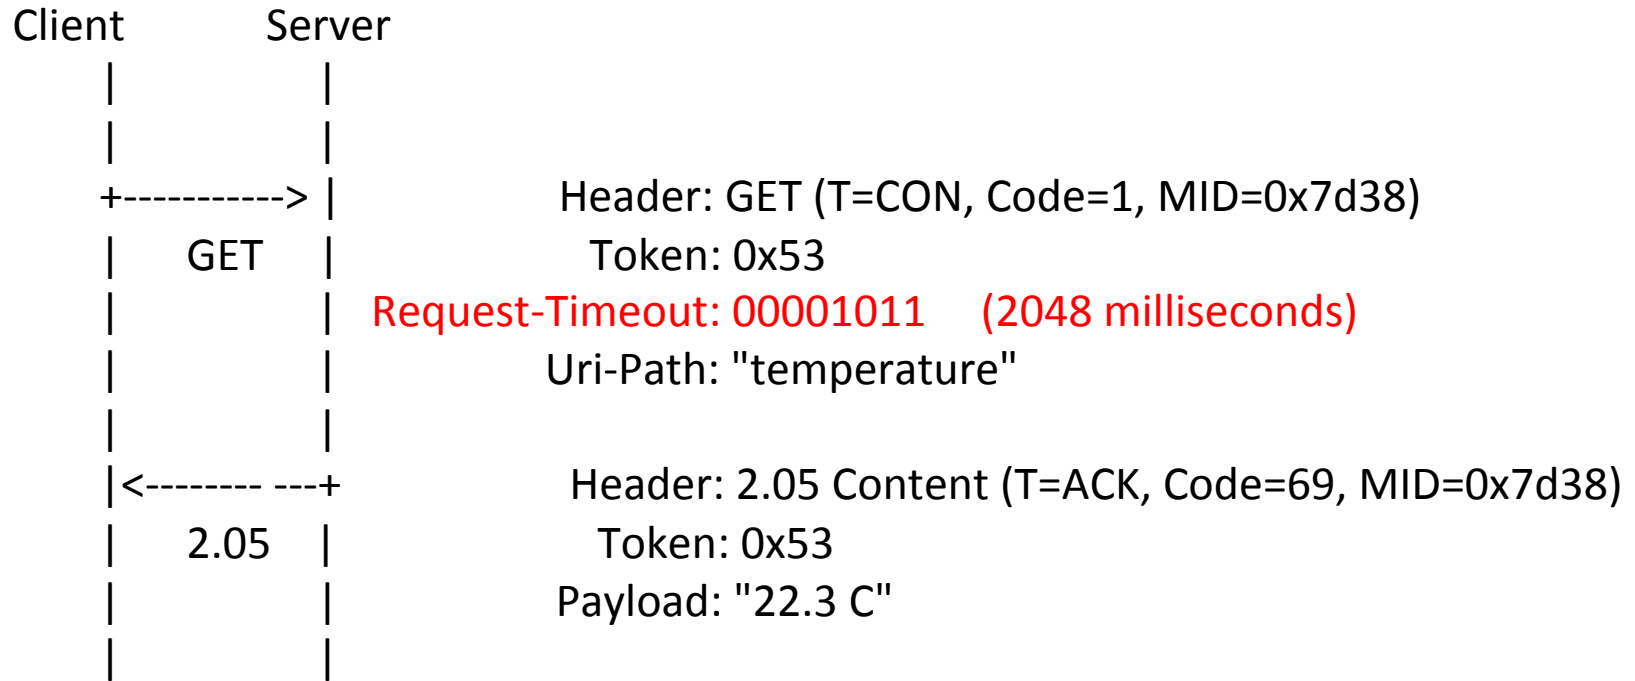 Client Server
| |
| |
+-----------> | Header: GET (T=CON, Code=1, MID=0x7d38)
| GET | Token: 0x53
| | Request-Timeout: 00001011 (2048 milliseconds)
| | Uri-Path: "temperature"
| |
|<-------- ---+ Header: 2.05 Content (T=ACK, Code=69, MID=0x7d38)
| 2.05 | Token: 0x53
| | Payload: "22.3 C"
| |